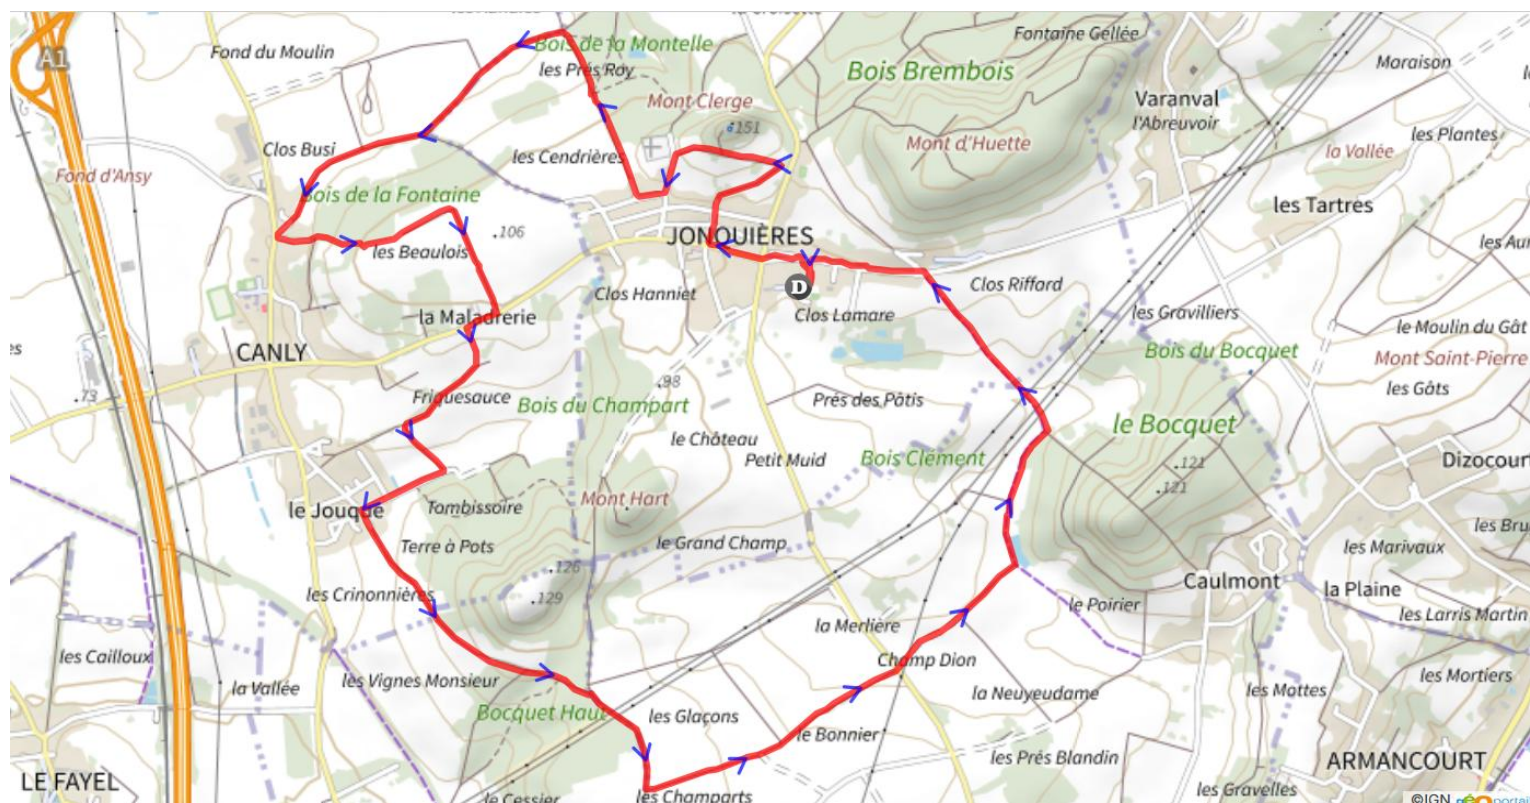 A1
Fond du Moulin
Bois de la Montelle
les Prés Roy
Mont Clerge
151
Bois Brembois
Fontaine Gellée
Moraison
Varanval
l'Abreuvoir
les Plantes
Clos Busi
les Cendrières
Mont d'Huette
la Vallée
Fond d'Ansy
Bois de la Fontaine
les Tartres
106
JONQUIÈRES
les Beaulois
Clos Hanniet
D
Clos Rifford
la Maladrerie
Clos Lamare
les Gravilliers
le Moulin du Gât
CANLY
Bois du Bocquet
Mont Saint-Pierre
les Gâts
73
Friquesauce
Bois du Champart
98
Prés des Pâtis
le Château
le Bocquet
Petit Muid
Bois Clément
121
121
Mont Hart
le Jouque
Tambissoire
Terre à Pots
le Grand Champ
les Marivaux
126
Caulmont
la Plaine
les Crinonnières
129
le Poirier
les Larris Martin
la Merlière
les Cailloux
Champ Dion
les Mortiers
la Vallée
les Vignes Monsieur
la Neuyeudame
les Mottes
Bocquet Haut
les Glaçons
le Bonnier
les Prés Blandin
ARMANCOURT
LE FAYEL
les Champarts
les Gravelles
©IGN